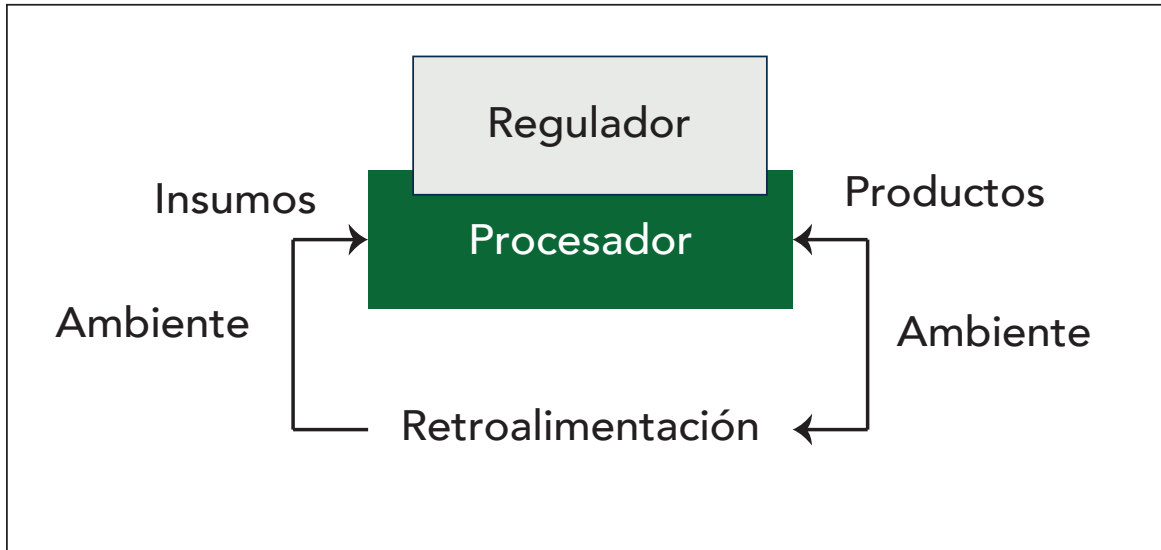 Regulador
Insumos
Productos
Procesador
Ambiente
Ambiente
Retroalimentación